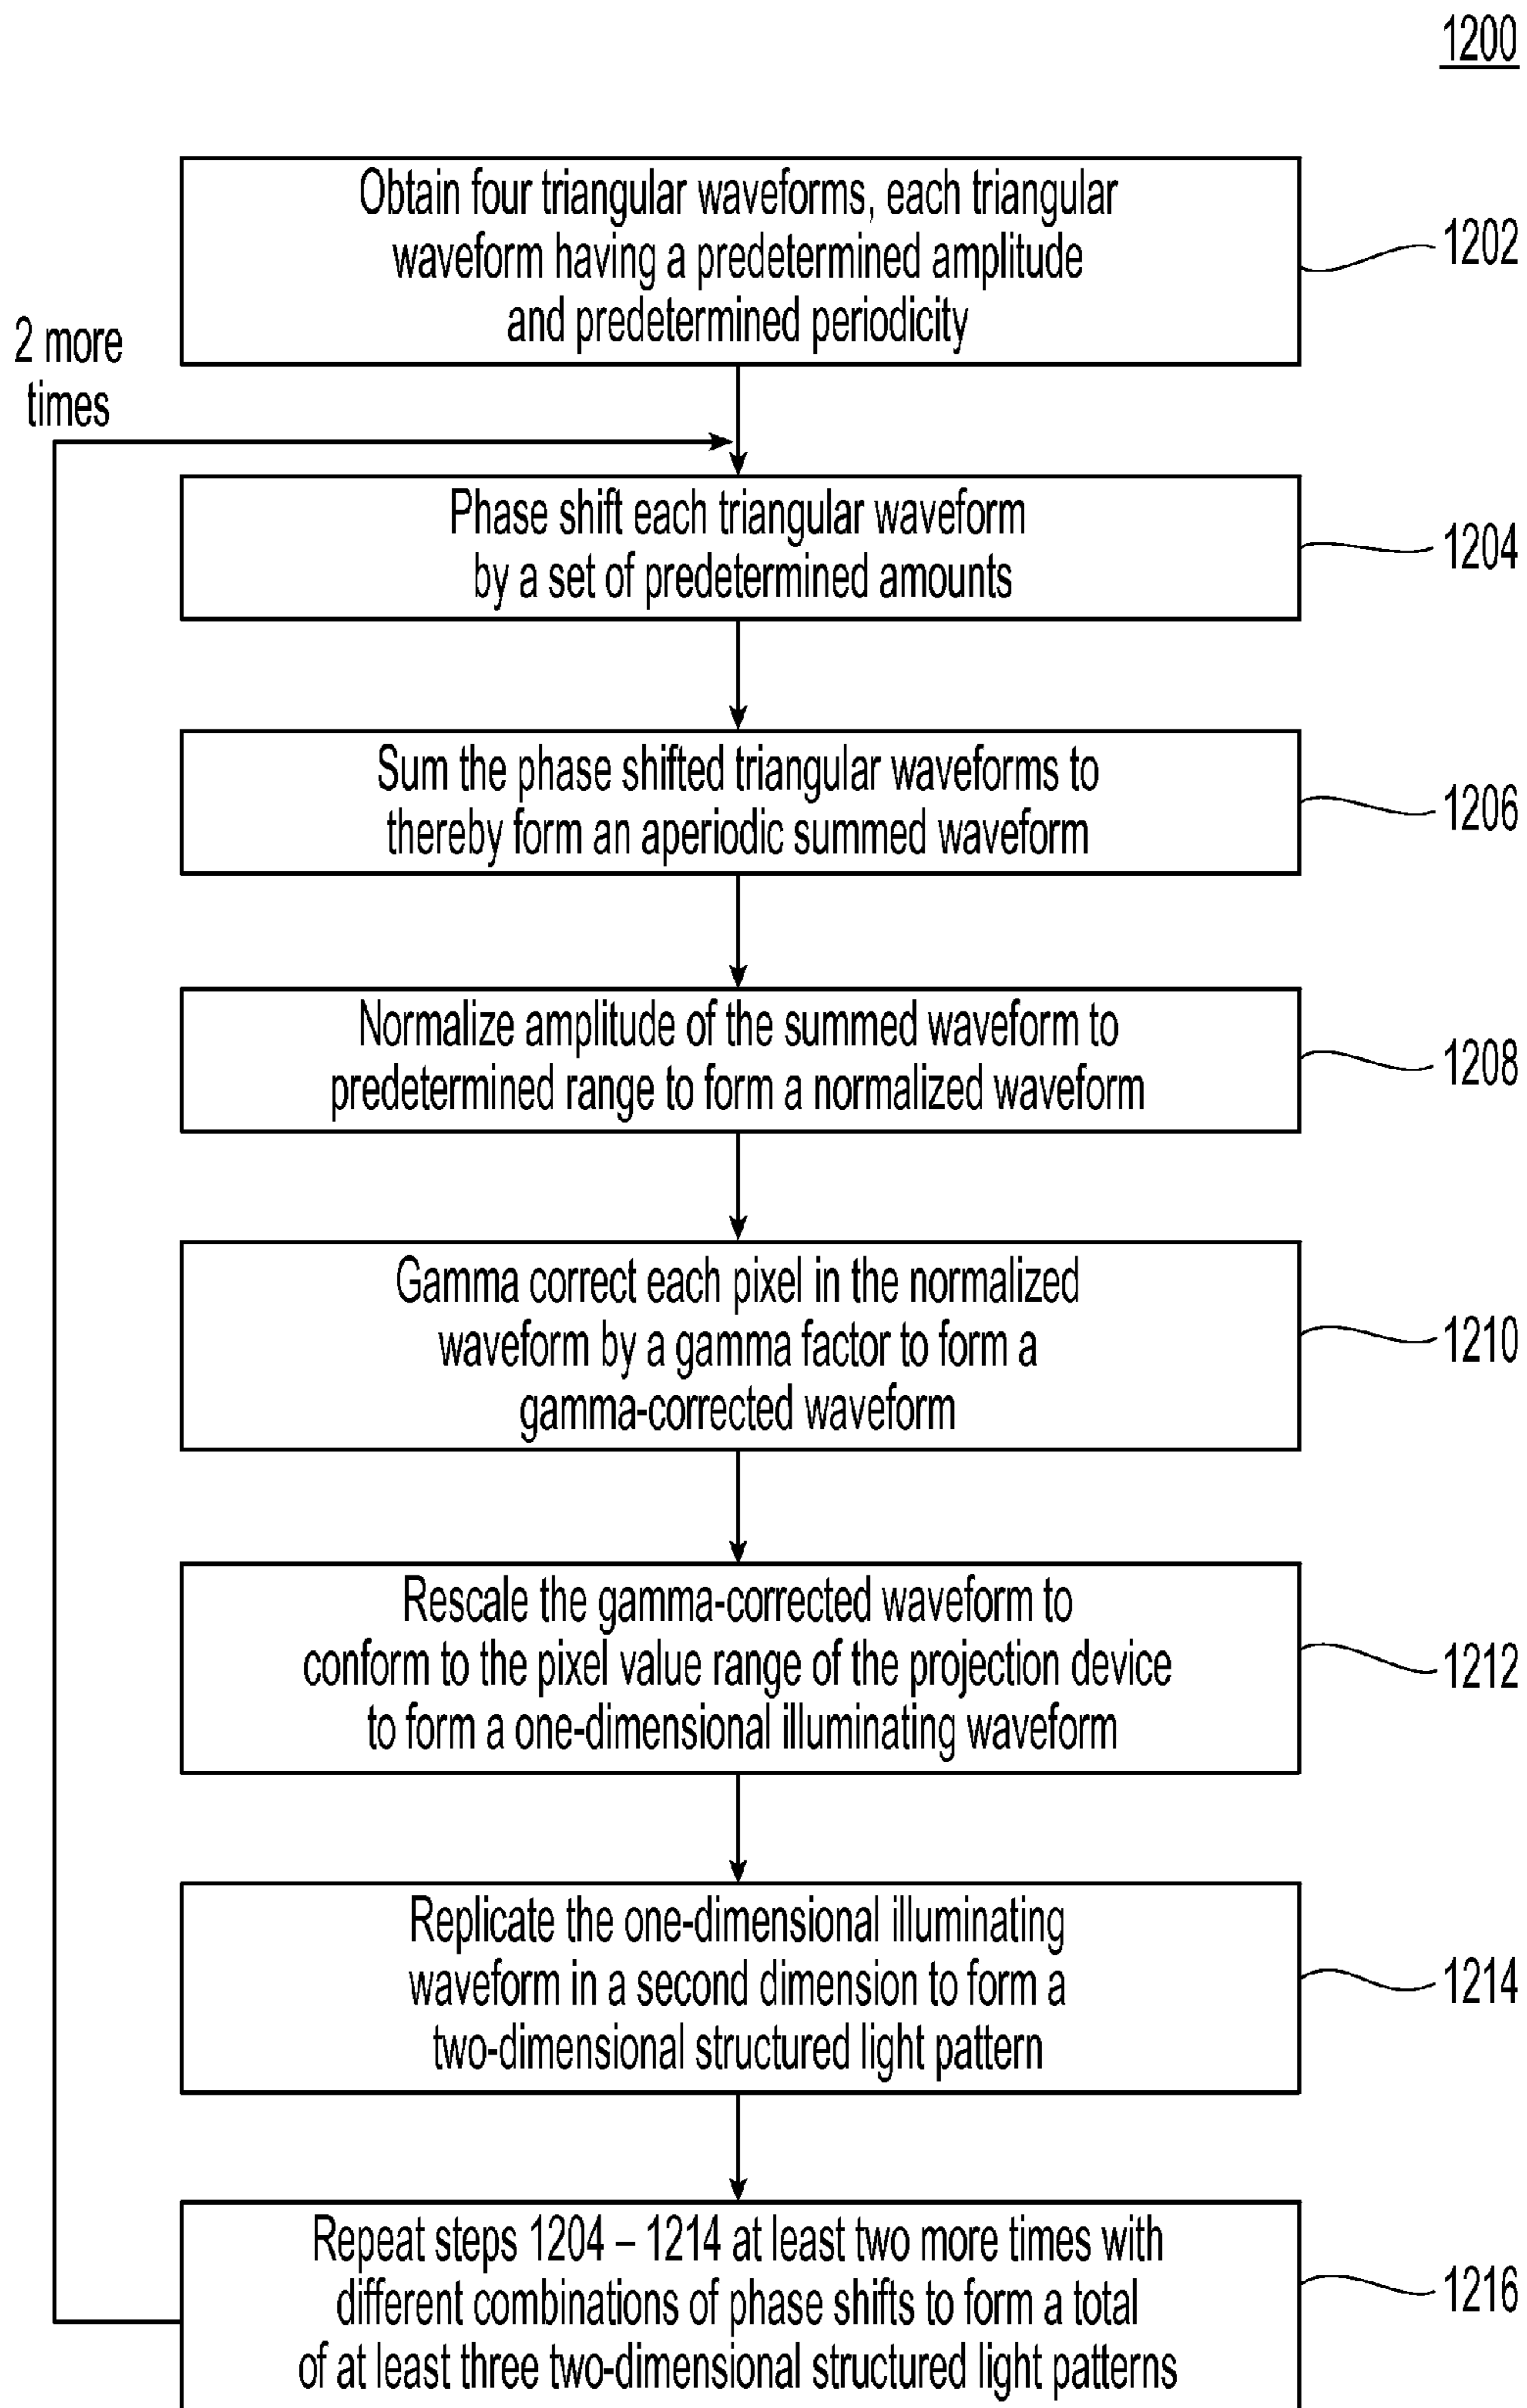 1200
Obtain four triangular waveforms, each triangular
waveform having a predetermined amplitude
and predetermined periodicity
1202
2 more
times
Phase shift each triangular waveform
by a set of predetermined amounts
1204
Sum the phase shifted triangular waveforms to
thereby form an aperiodic summed waveform
1206
Normalize amplitude of the summed waveform to
predetermined range to form a normalized waveform
1208
Gamma correct each pixel in the normalized
waveform by a gamma factor to form a
gamma-corrected waveform
1210
Rescale the gamma-corrected waveform to
conform to the pixel value range of the projection device
to form a one-dimensional illuminating waveform
1212
Replicate the one-dimensional illuminating
waveform in a second dimension to form a
two-dimensional structured light pattern
1214
Repeat steps 1204 – 1214 at least two more times with
different combinations of phase shifts to form a total
of at least three two-dimensional structured light patterns
1216